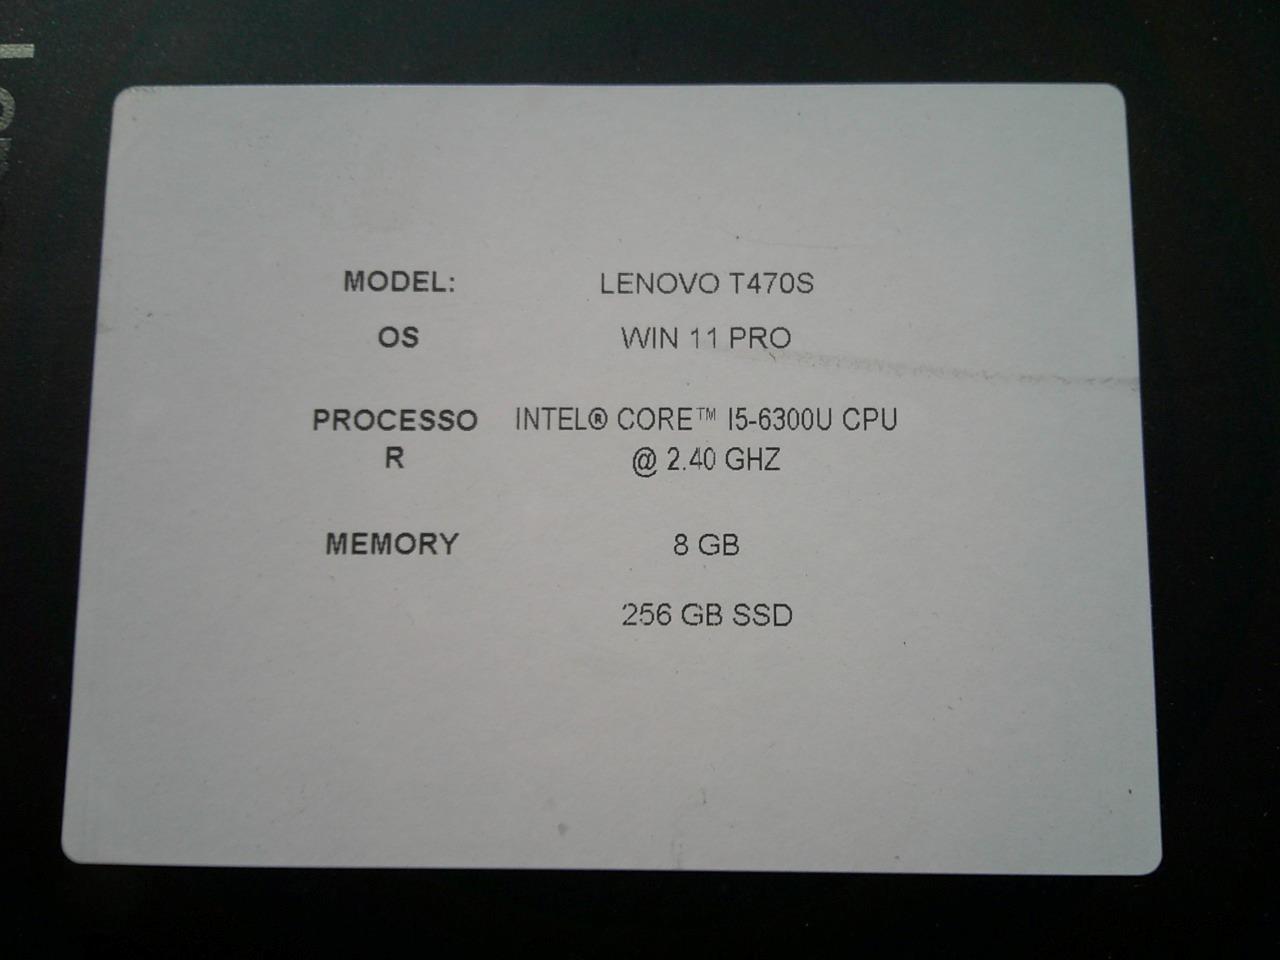 MODEL: LENOVO T470S
OS WIN 11 PRO
PROCESSO INTEL® CORE™ I5-6300U CPU
R @ 2.40 GHZ
MEMORY 8 GB
256 GB SSD